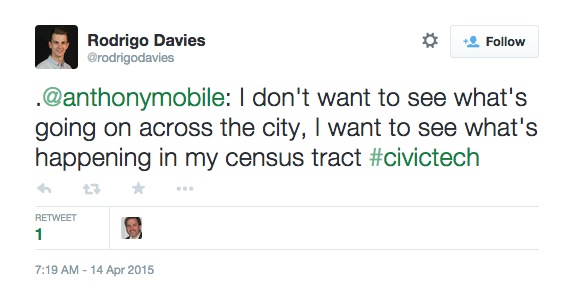 Rodrigo Davies
@rodrigodavies
Follow
.@anthonymobile: I don't want to see what's
going on across the city, I want to see what's
happening in my census tract #civictech
RETWEET
1
7:19 AM - 14 Apr 2015